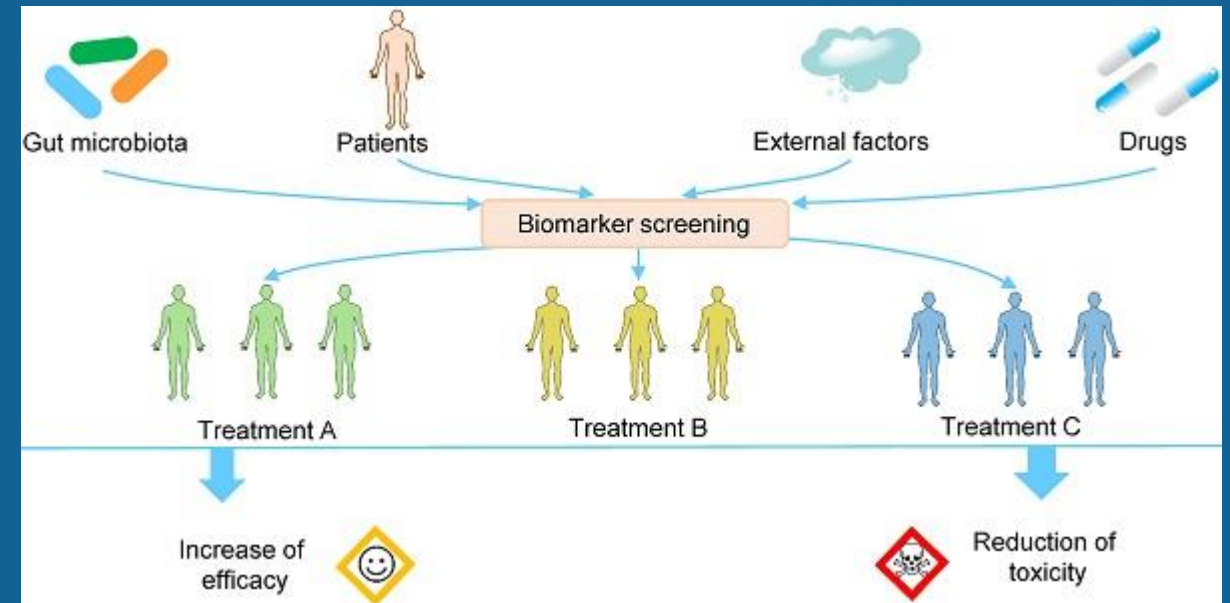 Gut microbiota
Patients
External factors
Drugs
Biomarker screening
Treatment A
Treatment B
Treatment C
Increase of
efficacy
Reduction of
toxicity